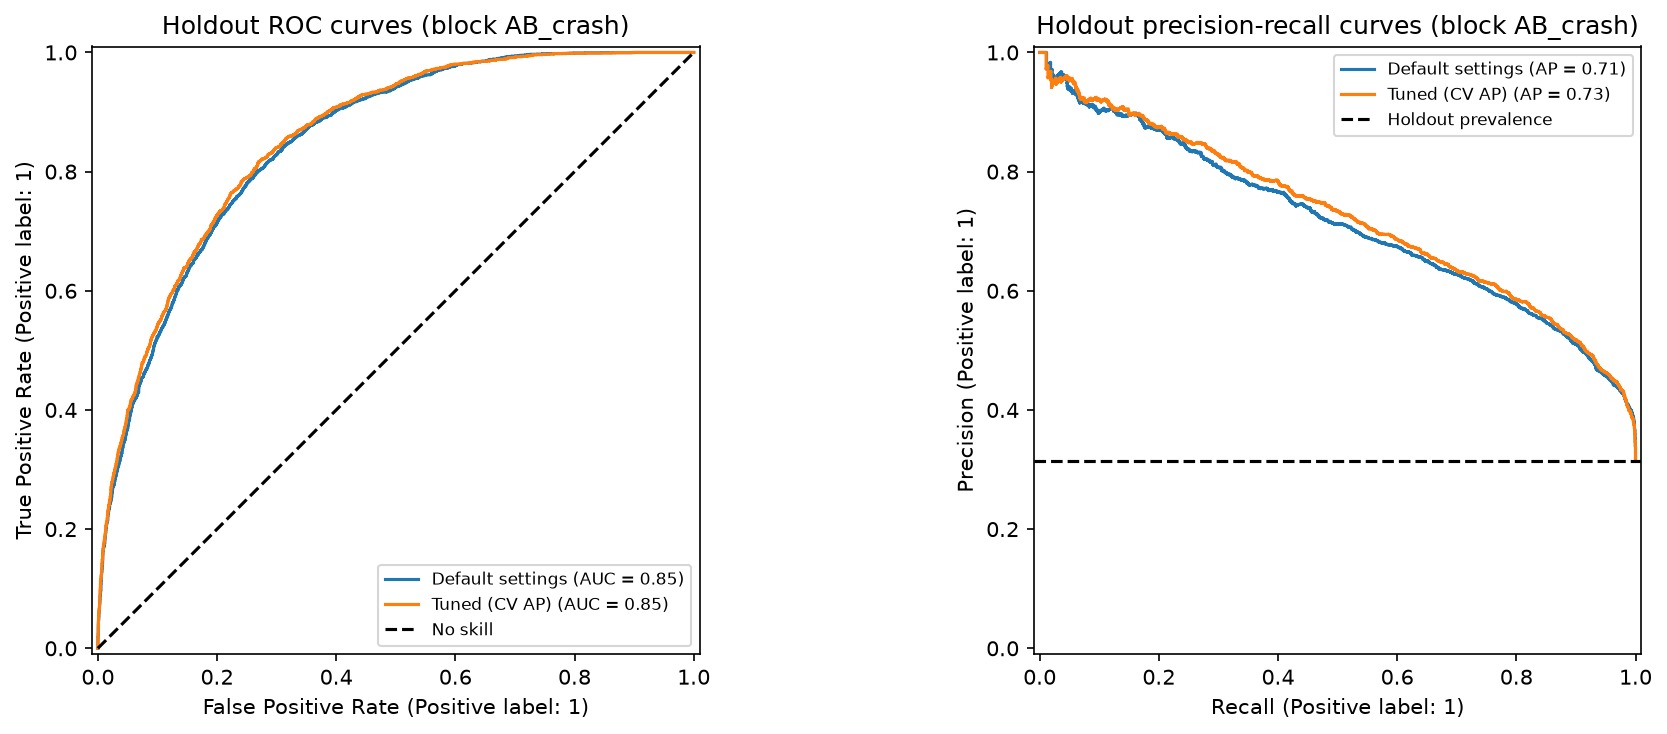 Holdout ROC curves (block AB_crash)
True Positive Rate (Positive label: 1)
1.0
0.8
0.6
0.4
0.2
0.0
Default settings (AUC = 0.85)
Tuned (CV AP) (AUC = 0.85)
No skill
0.0 0.2 0.4 0.6 0.8 1.0
False Positive Rate (Positive label: 1)
Holdout precision-recall curves (block AB_crash)
Precision (Positive label: 1)
1.0
0.8
0.6
0.4
0.2
0.0
Default settings (AP = 0.71)
Tuned (CV AP) (AP = 0.73)
Holdout prevalence
0.0 0.2 0.4 0.6 0.8 1.0
Recall (Positive label: 1)